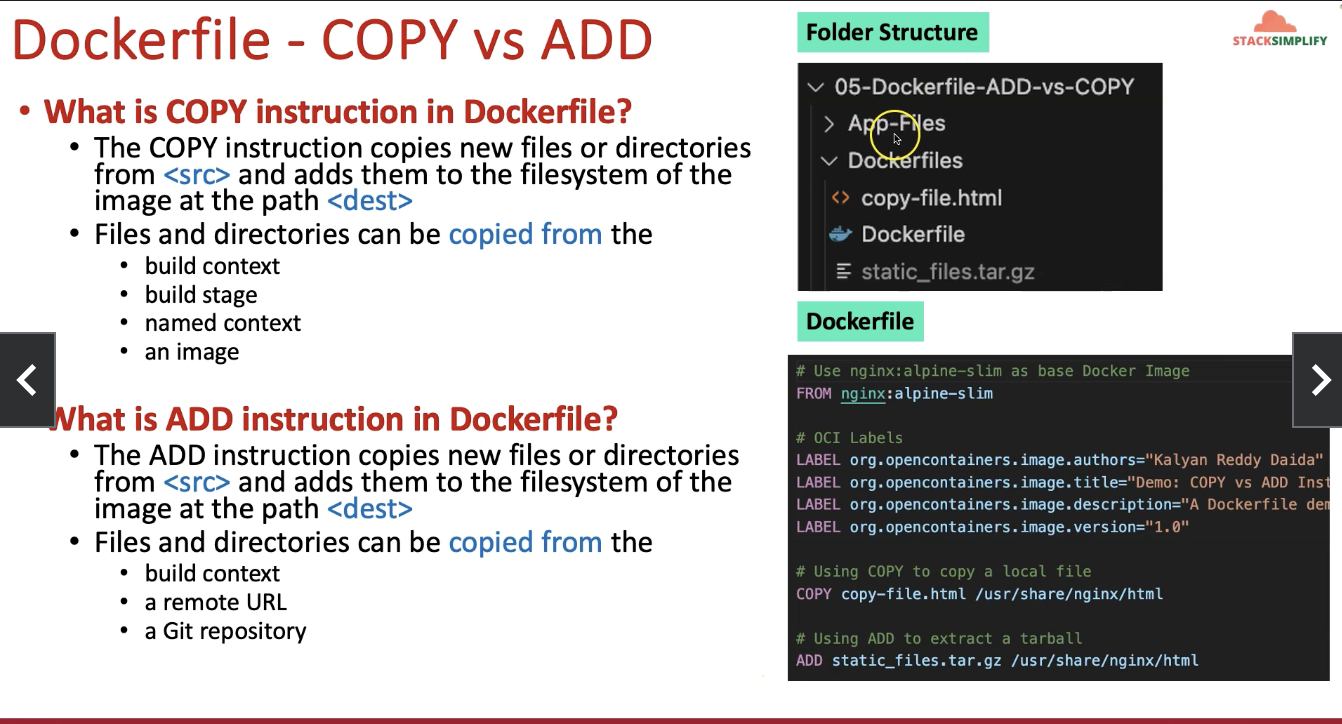 Dockerfile - COPY vs ADD
• What is COPY instruction in Dockerfile?
• The COPY instruction copies new files or directories
from <src> and adds them to the filesystem of the
image at the path <dest>
• Files and directories can be copied from the
• build context
• build stage
• named context
• an image
What is ADD instruction in Dockerfile?
• The ADD instruction copies new files or directories
from <src> and adds them to the filesystem of the
image at the path <dest>
• Files and directories can be copied from the
• build context
• a remote URL
• a Git repository
Folder Structure
STACKSIMPLIFY
05-Dockerfile-ADD-vs-COPY
App-Files
Dockerfiles
<> copy-file.html
Dockerfile
static_files.tar.gz
Dockerfile
# Use nginx:alpine-slim as base Docker Image
FROM nginx:alpine-slim
# OCI Labels
LABEL org.opencontainers.image.authors="Kalyan Reddy Daida"
LABEL org.opencontainers.image.title="Demo: COPY vs ADD Inst
LABEL org.opencontainers.image.description="A Dockerfile dem
LABEL org.opencontainers.image.version="1.0"
# Using COPY to copy a local file
COPY copy-file.html /usr/share/nginx/html
# Using ADD to extract a tarball
ADD static_files.tar.gz /usr/share/nginx/html